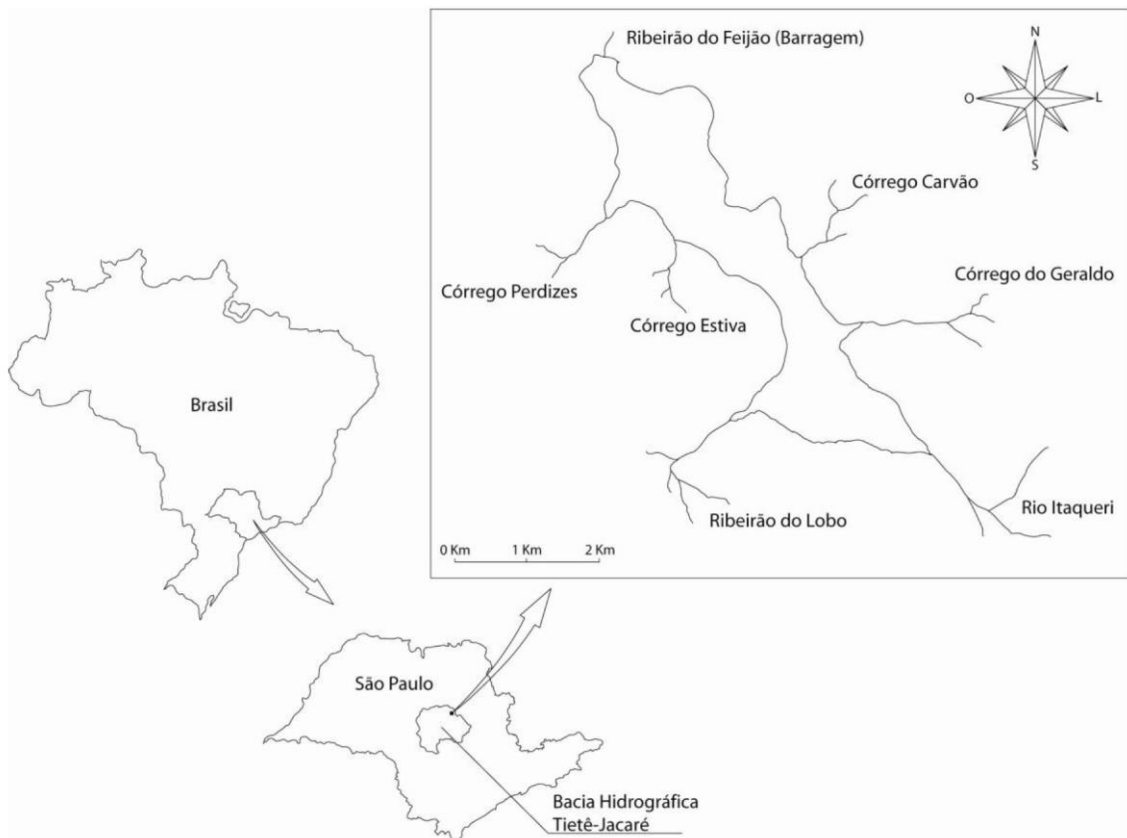 Ribeirão do Feijão (Barragem)
N
O
L
S
Córrego Carvão
Córrego do Geraldo
Córrego Perdizes
Córrego Estiva
Brasil
Rio Itaqueri
Ribeirão do Lobo
0 Km 1 Km 2 Km
São Paulo
Bacia Hidrográfica
Tietê-Jacaré